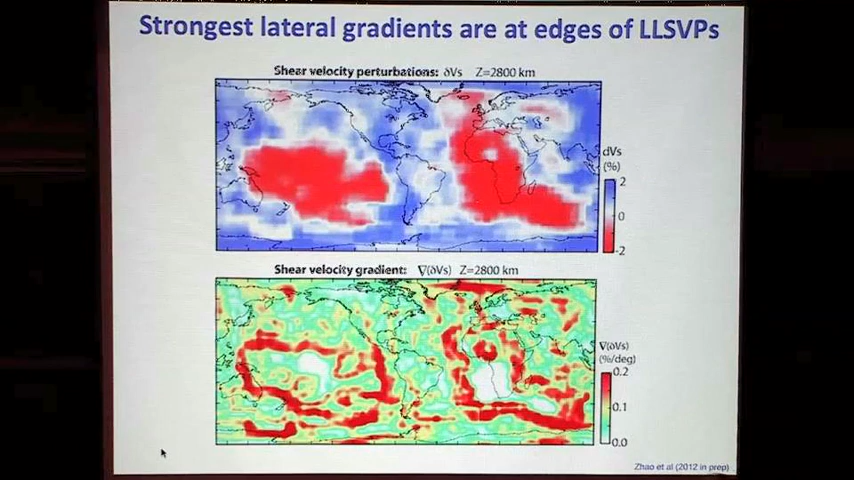 Strongest lateral gradients are at edges of LLSVPs
Shear velocity perturbations: δVs Z=2800 km
dVs
(%)
2
0
-2
Shear velocity gradient: ∇(δVs) Z=2800 km
∇(δVs)
(%/deg)
0.2
0.1
0.0
Zhao et al (2012 in prep)